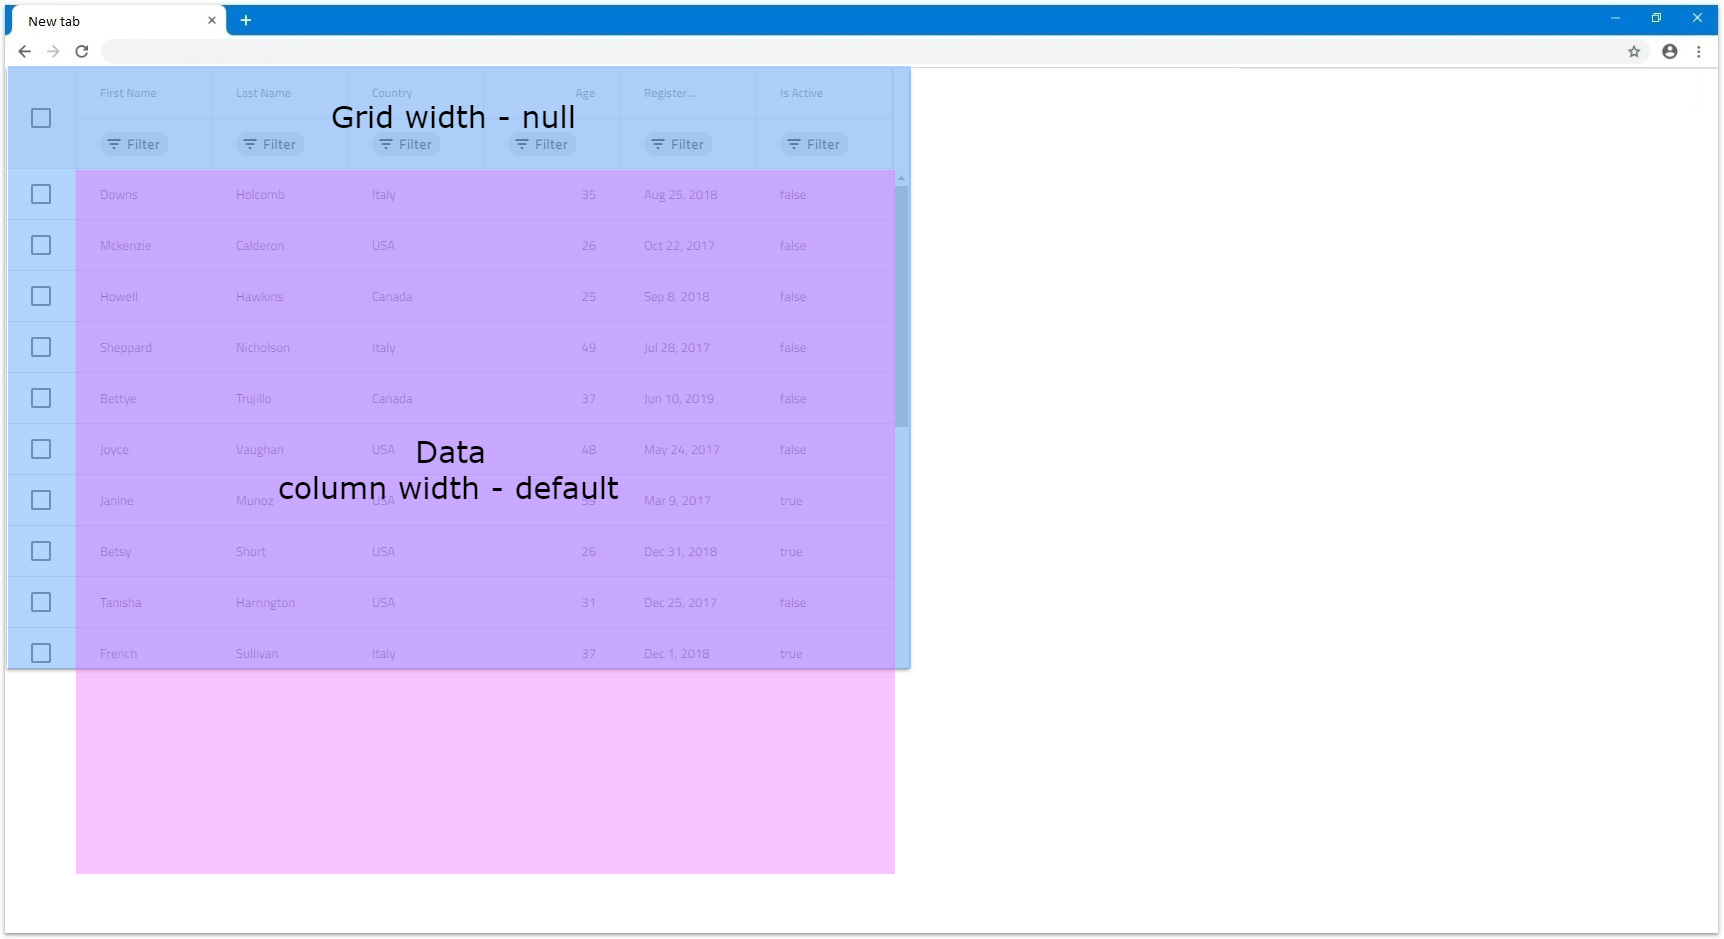 New tab
First Name Last Name Country Age Register... Is Active
Grid width - null
Filter Filter Filter Filter Filter Filter
Downs Holcomb Italy 35 Aug 25, 2018 false
Mckenzie Calderon USA 26 Oct 22, 2017 false
Howell Hawkins Canada 25 Sep 8, 2018 false
Sheppard Nicholson Italy 49 Jul 28, 2017 false
Bettye Trujillo Canada 37 Jun 10, 2019 false
Joyce Vaughan USA 48 May 24, 2017 false
Data
column width - default
Janine Munoz USA 39 Mar 9, 2017 true
Betsy Short USA 26 Dec 31, 2018 true
Tanisha Harrington USA 31 Dec 25, 2017 false
French Sullivan Italy 37 Dec 1, 2018 true